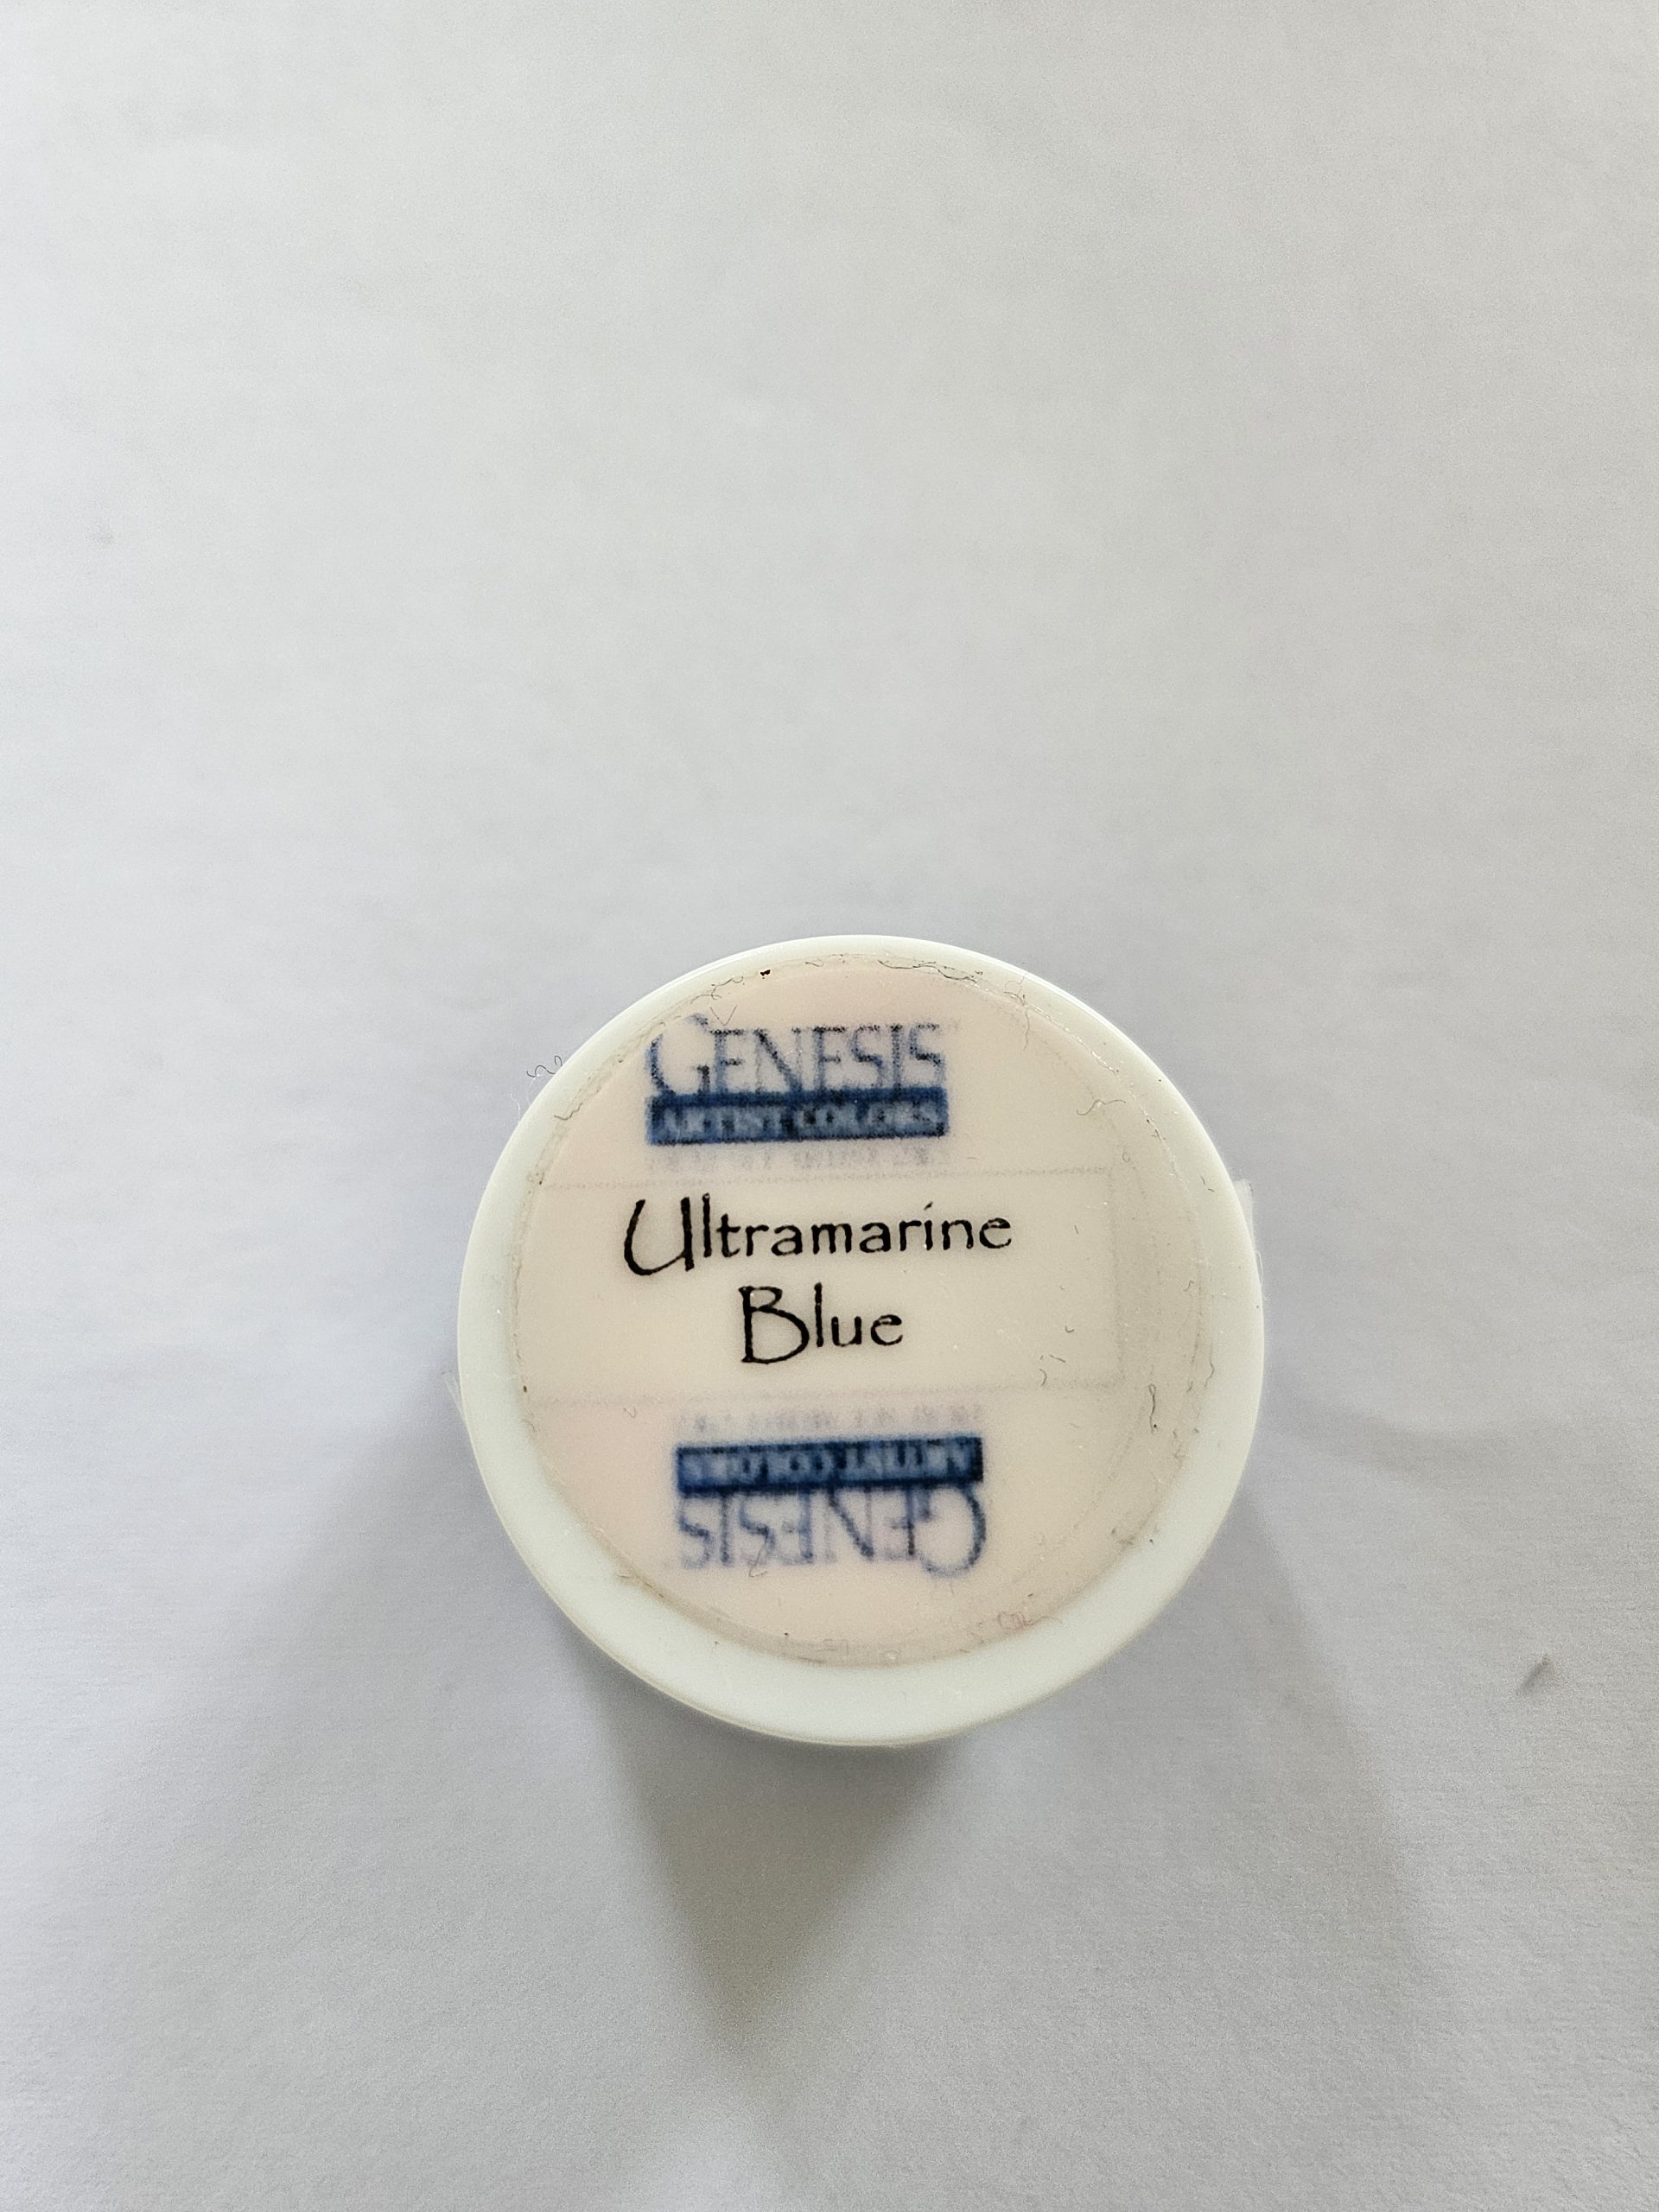 GENESIS
ARTIST COLORS
Ultramarine
Blue
ARTIST COLORS
GENESIS